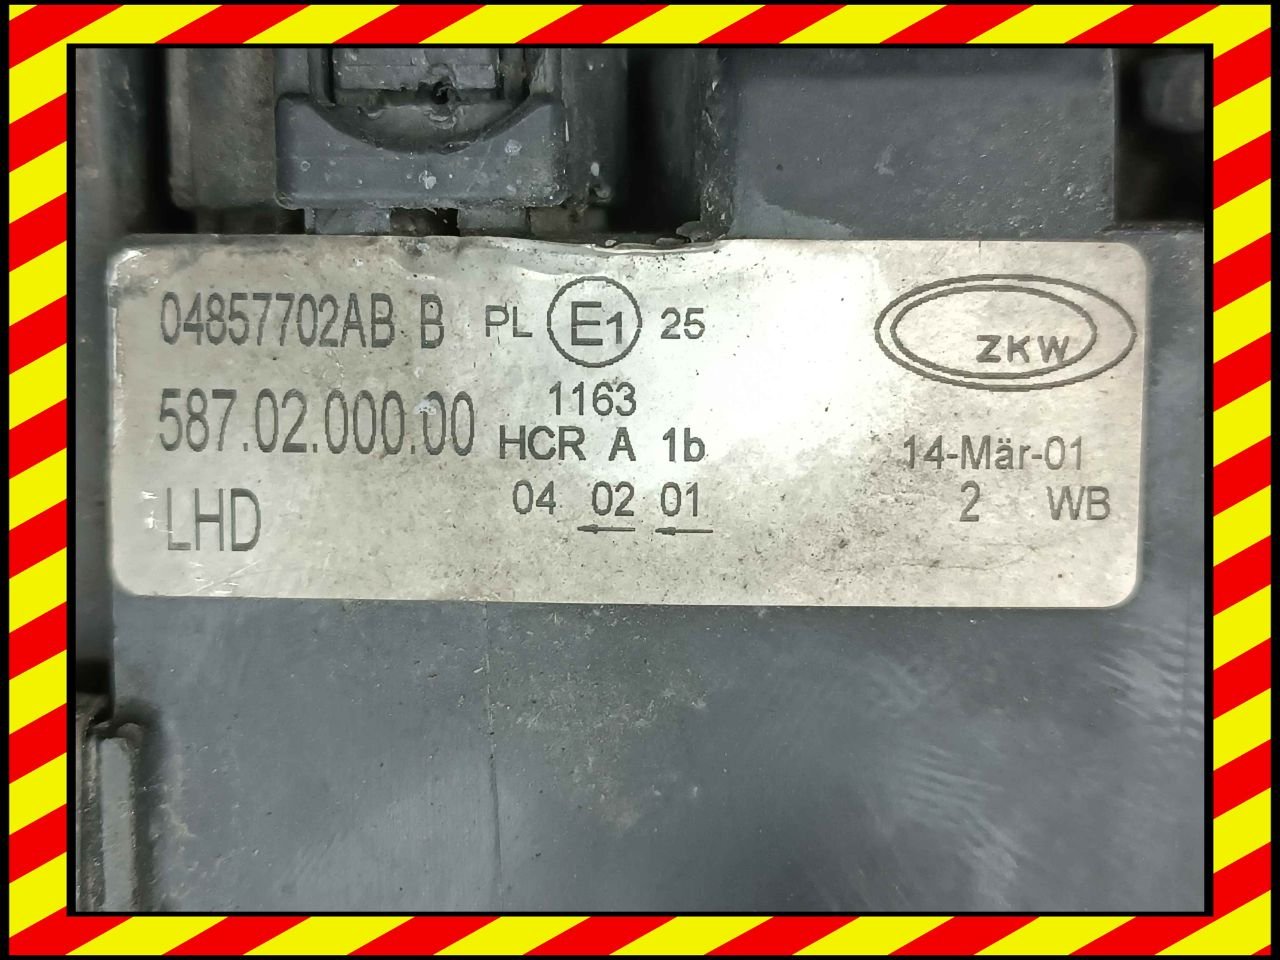 04857702AB B PL E1 25
ZKW
587.02.000.00
1163
HCR A 1b
14-Mär-01
LHD
04 02 01
2 WB